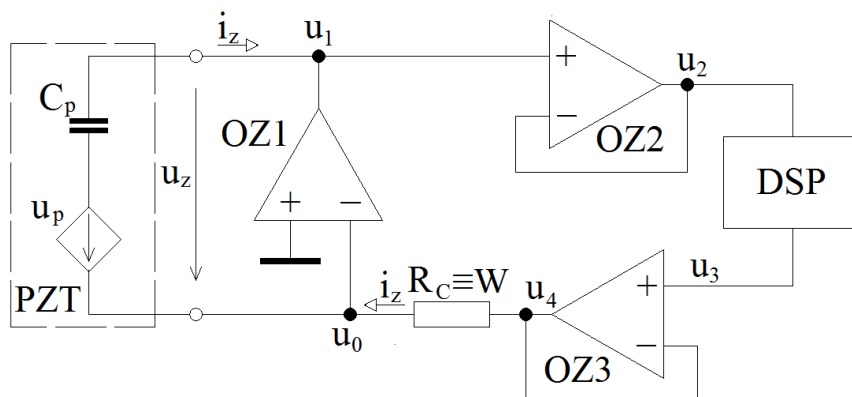 i_z
u_1
u_2
+
−
OZ2
C_p
OZ1
u_z
DSP
u_p
+ −
PZT
i_z
R_C≡W
u_4
u_3
+
−
u_0
OZ3